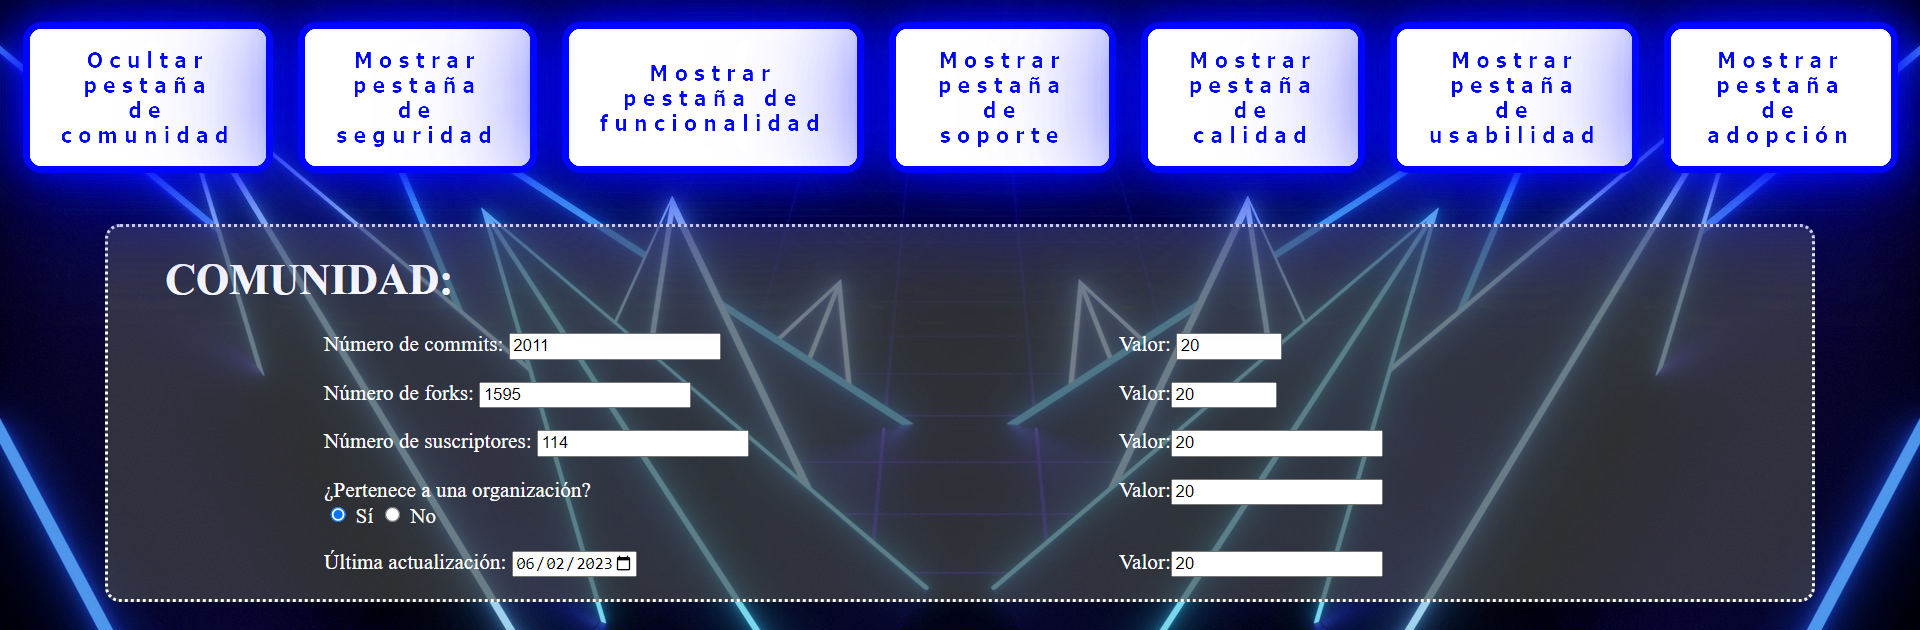 Ocultar
pestaña
de
comunidad
Mostrar
pestaña
de
seguridad
Mostrar
pestaña de
funcionalidad
Mostrar
pestaña
de
soporte
Mostrar
pestaña
de
calidad
Mostrar
pestaña
de
usabilidad
Mostrar
pestaña
de
adopción
COMUNIDAD:
Número de commits: 2011 Valor: 20
Número de forks: 1595 Valor: 20
Número de suscriptores: 114 Valor: 20
¿Pertenece a una organización? Valor: 20
Sí No
Última actualización: 06/02/2023 Valor: 20